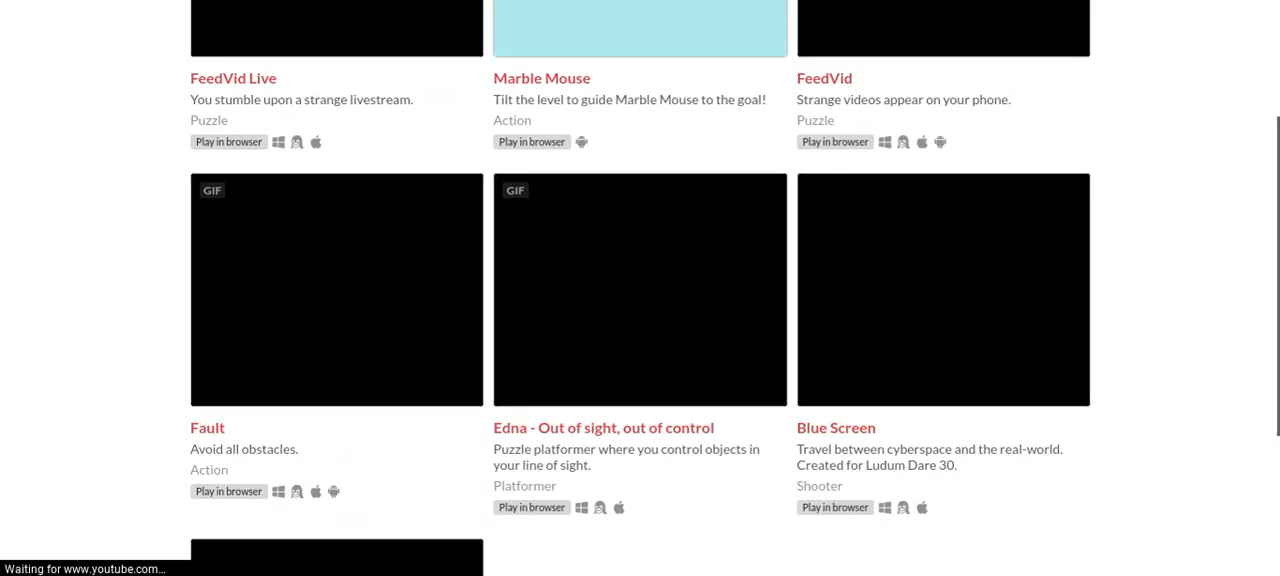 FeedVid Live
You stumble upon a strange livestream.
Puzzle
Play in browser
Marble Mouse
Tilt the level to guide Marble Mouse to the goal!
Action
Play in browser
FeedVid
Strange videos appear on your phone.
Puzzle
Play in browser
GIF
Fault
Avoid all obstacles.
Action
Play in browser
GIF
Edna - Out of sight, out of control
Puzzle platformer where you control objects in
your line of sight.
Platformer
Play in browser
Blue Screen
Travel between cyberspace and the real-world.
Created for Ludum Dare 30.
Shooter
Play in browser
Waiting for www.youtube.com...